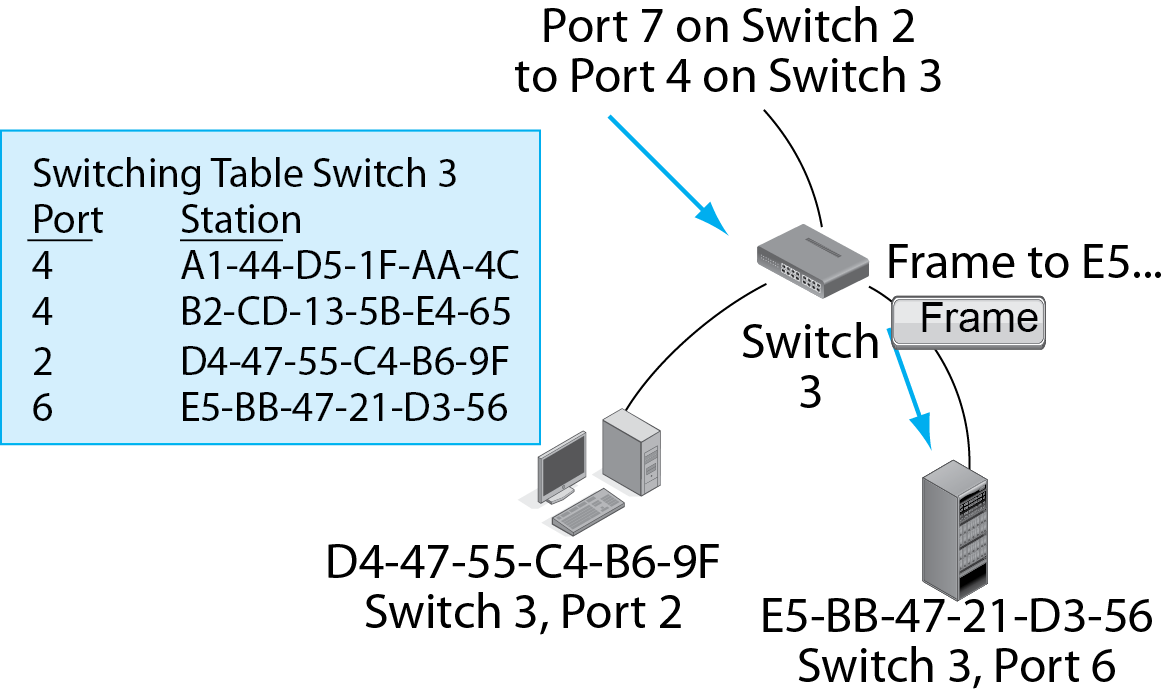 Port 7 on Switch 2
to Port 4 on Switch 3
Switching Table Switch 3
Port Station
4 A1-44-D5-1F-AA-4C
4 B2-CD-13-5B-E4-65
2 D4-47-55-C4-B6-9F
6 E5-BB-47-21-D3-56
Frame to E5...
Frame
Switch
3
D4-47-55-C4-B6-9F
Switch 3, Port 2
E5-BB-47-21-D3-56
Switch 3, Port 6